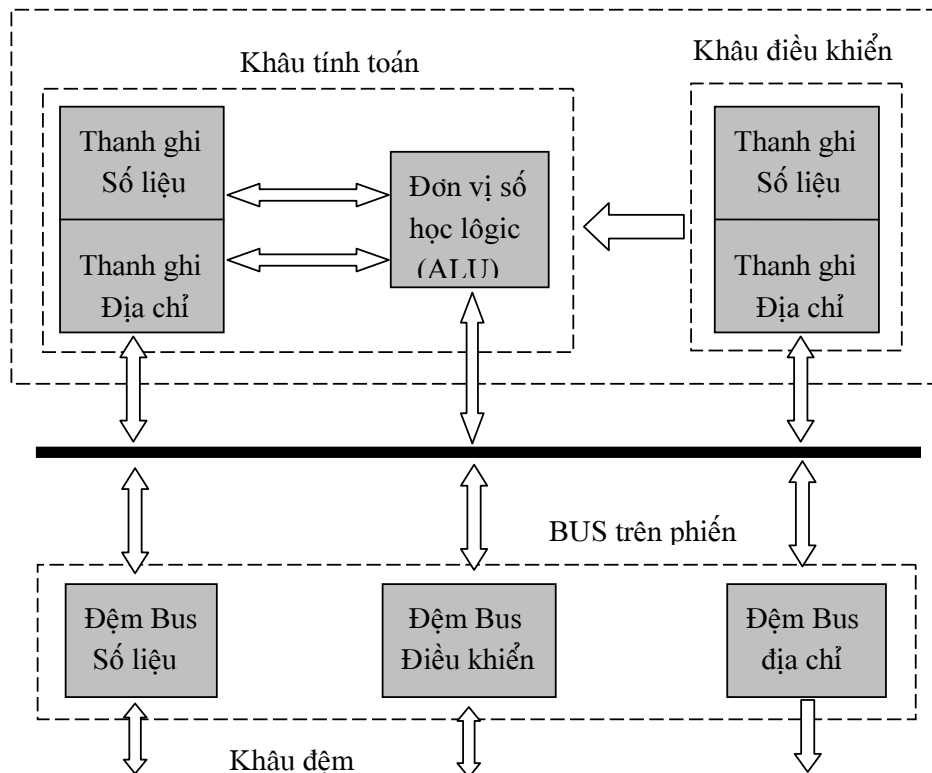 Khâu tính toán
Khâu điều khiển
Thanh ghi
Số liệu
Thanh ghi
Địa chỉ
Đơn vị số
học lôgic
(ALU)
Thanh ghi
Số liệu
Thanh ghi
Địa chỉ
BUS trên phiến
Đệm Bus
Số liệu
Đệm Bus
Điều khiển
Đệm Bus
địa chỉ
Khâu đệm